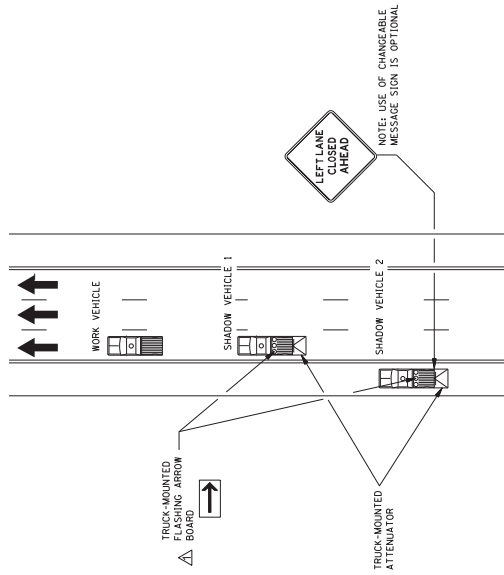 WORK VEHICLE
SHADOW VEHICLE 1
SHADOW VEHICLE 2
LEFT LANE
CLOSED
AHEAD
NOTE: USE OF CHANGEABLE
MESSAGE SIGN IS OPTIONAL
TRUCK-MOUNTED
FLASHING ARROW
BOARD
TRUCK-MOUNTED
ATTENUATOR